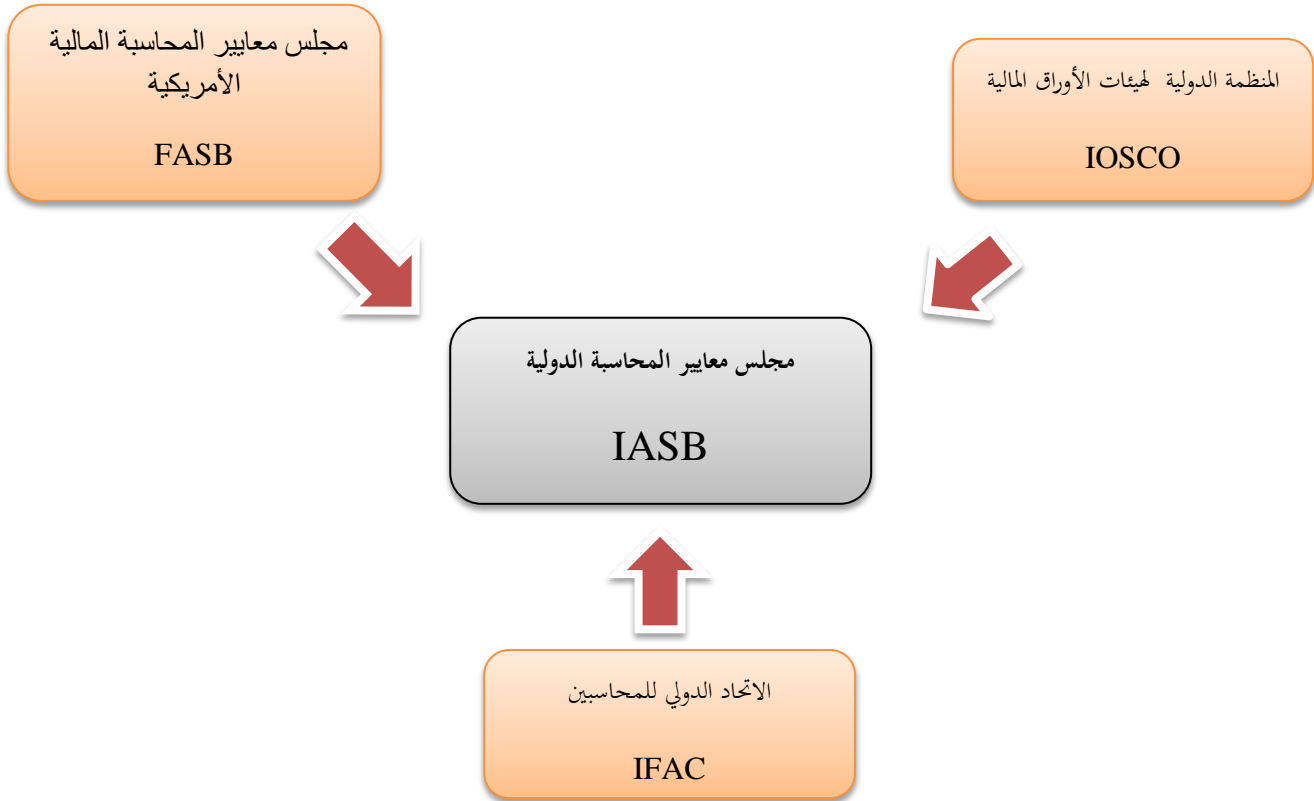 مجلس معايير المحاسبة المالية
الأمريكية
FASB
المنظمة الدولية لهيئات الأوراق المالية
IOSCO
مجلس معايير المحاسبة الدولية
IASB
الاتحاد الدولي للمحاسبين
IFAC